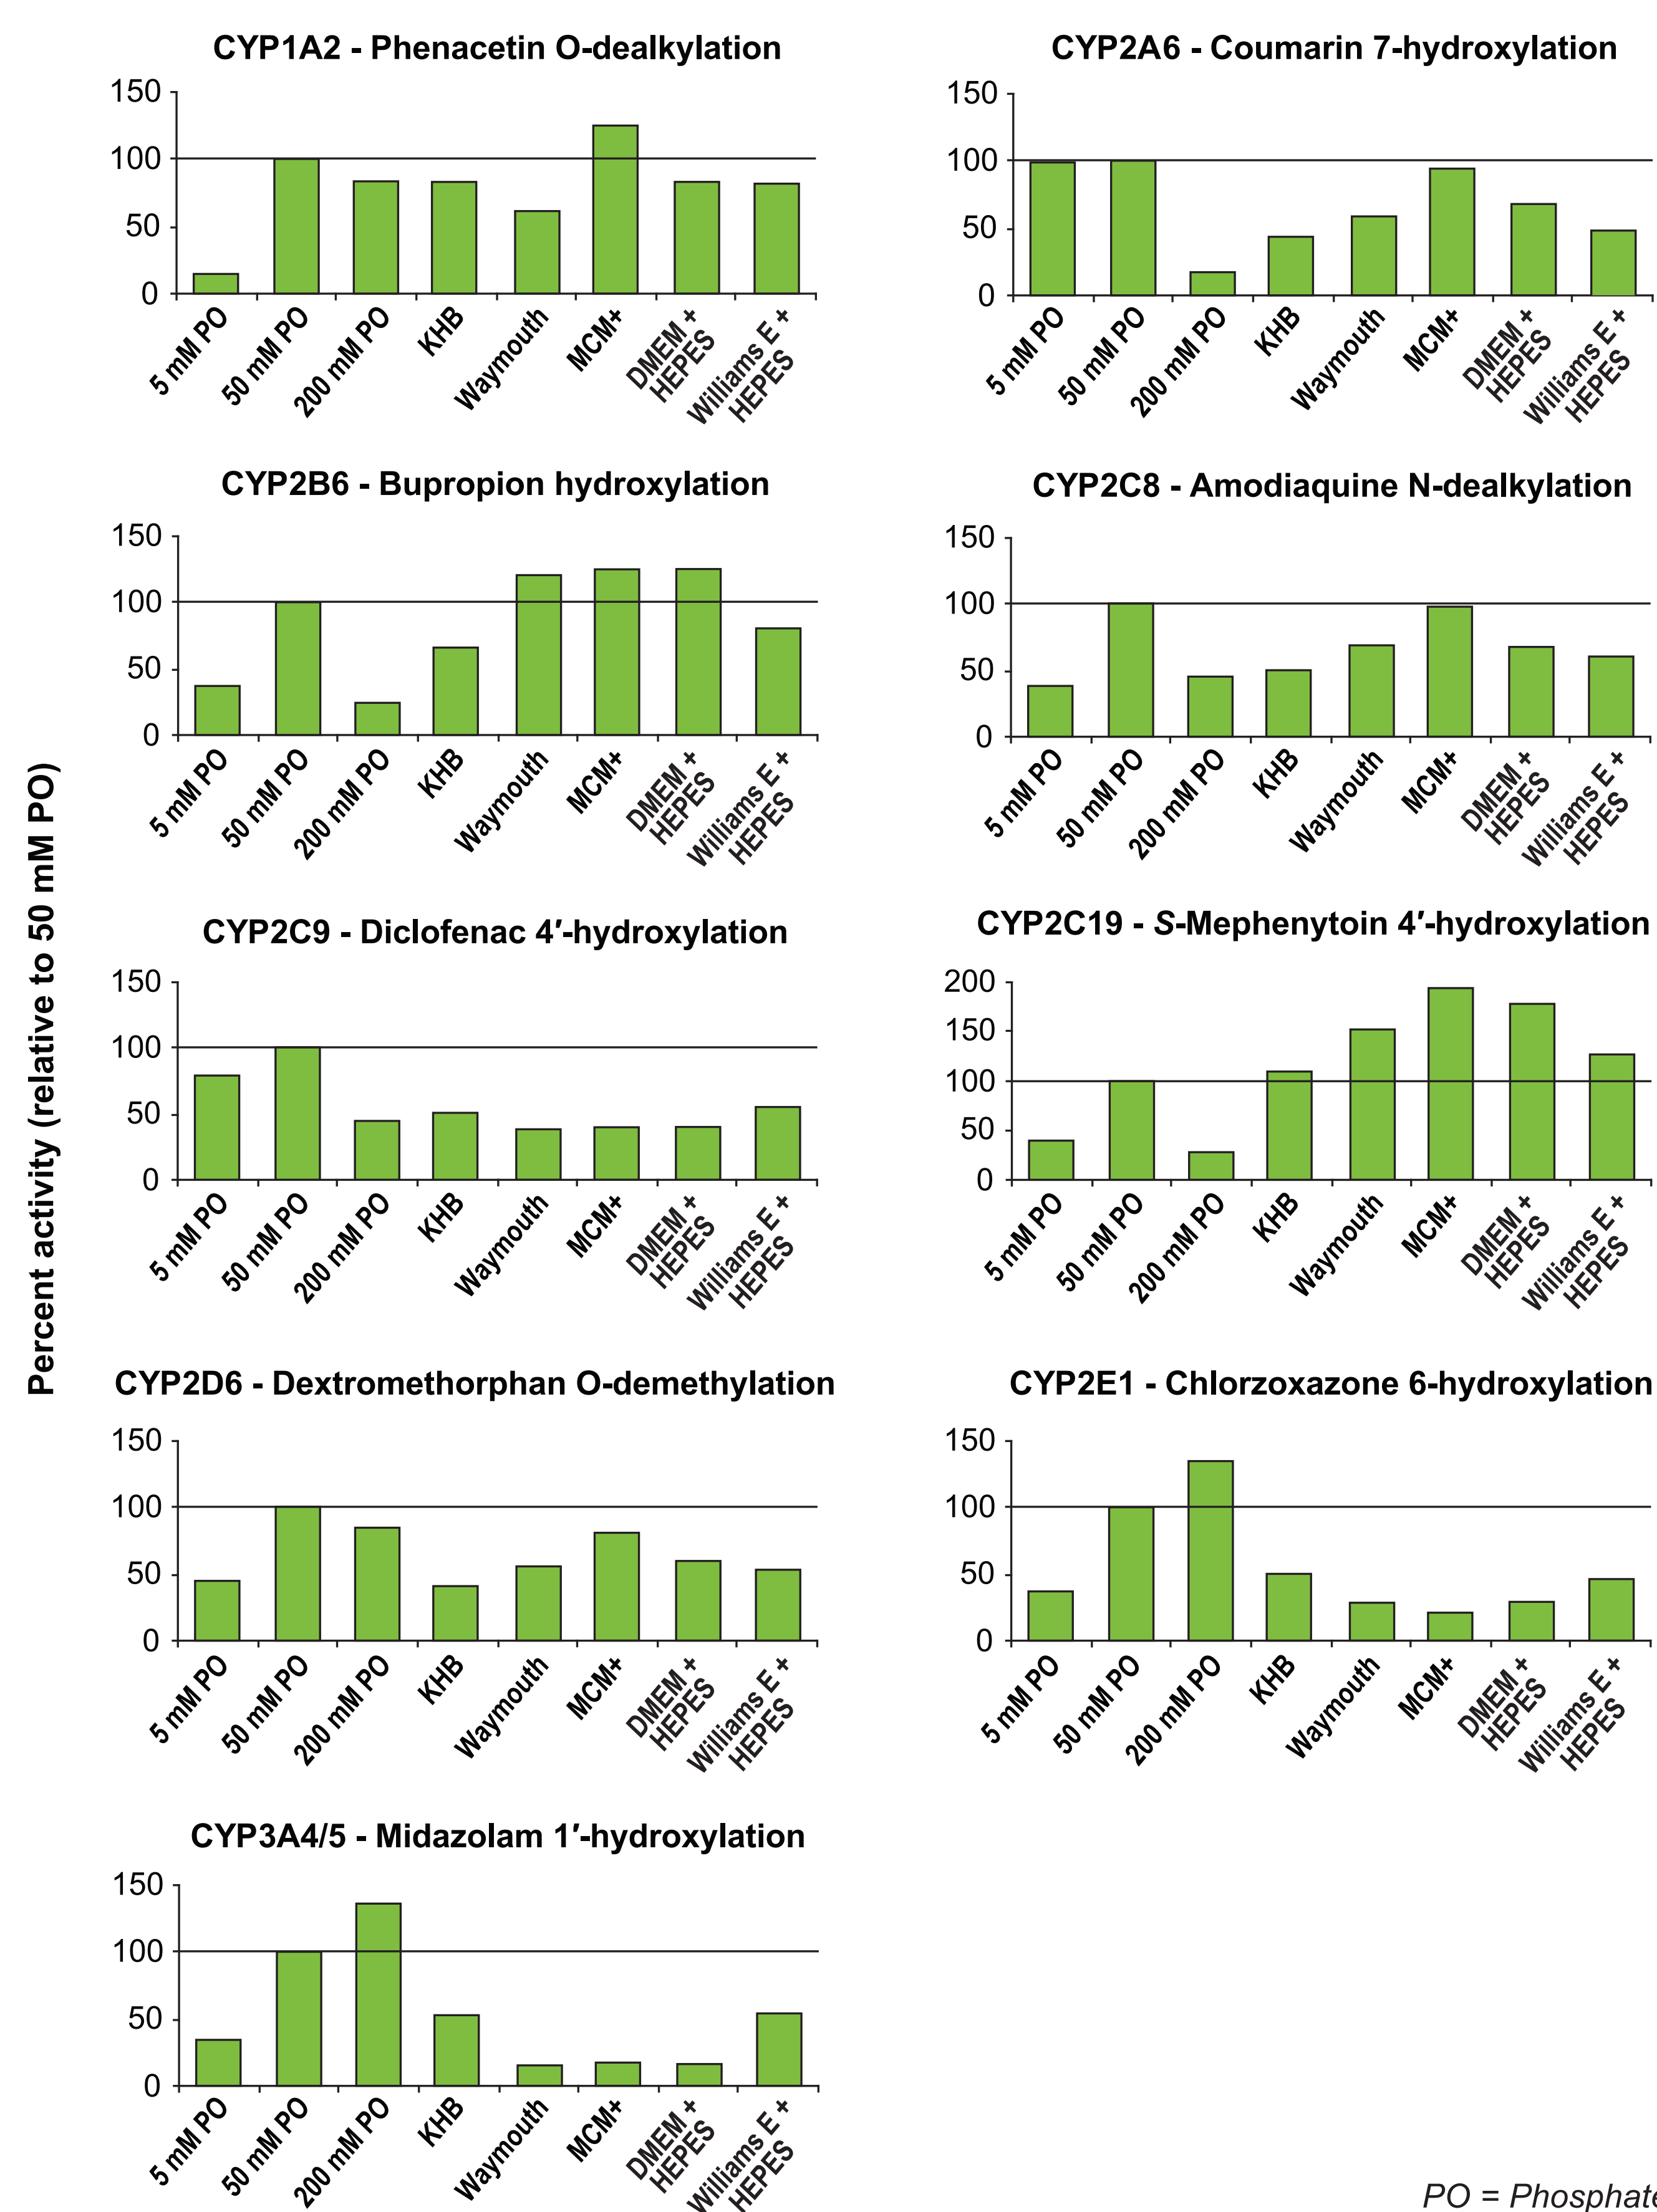 CYP1A2 - Phenacetin O-dealkylation
150
100
50
0
5 mM PO
50 mM PO
200 mM PO
KHB
Waymouth
MCM+
DMEM +
HEPES
Williams E +
HEPES
CYP2A6 - Coumarin 7-hydroxylation
150
100
50
0
5 mM PO
50 mM PO
200 mM PO
KHB
Waymouth
MCM+
DMEM +
HEPES
Williams E +
HEPES
Percent activity (relative to 50 mM PO)
CYP2B6 - Bupropion hydroxylation
150
100
50
0
5 mM PO
50 mM PO
200 mM PO
KHB
Waymouth
MCM+
DMEM +
HEPES
Williams E +
HEPES
CYP2C8 - Amodiaquine N-dealkylation
150
100
50
0
5 mM PO
50 mM PO
200 mM PO
KHB
Waymouth
MCM+
DMEM +
HEPES
Williams E +
HEPES
CYP2C9 - Diclofenac 4′-hydroxylation
150
100
50
0
5 mM PO
50 mM PO
200 mM PO
KHB
Waymouth
MCM+
DMEM +
HEPES
Williams E +
HEPES
CYP2C19 - S-Mephenytoin 4′-hydroxylation
200
150
100
50
0
5 mM PO
50 mM PO
200 mM PO
KHB
Waymouth
MCM+
DMEM +
HEPES
Williams E +
HEPES
CYP2D6 - Dextromethorphan O-demethylation
150
100
50
0
5 mM PO
50 mM PO
200 mM PO
KHB
Waymouth
MCM+
DMEM +
HEPES
Williams E +
HEPES
CYP2E1 - Chlorzoxazone 6-hydroxylation
150
100
50
0
5 mM PO
50 mM PO
200 mM PO
KHB
Waymouth
MCM+
DMEM +
HEPES
Williams E +
HEPES
CYP3A4/5 - Midazolam 1′-hydroxylation
150
100
50
0
5 mM PO
50 mM PO
200 mM PO
KHB
Waymouth
MCM+
DMEM +
HEPES
Williams E +
HEPES
PO = Phosphate